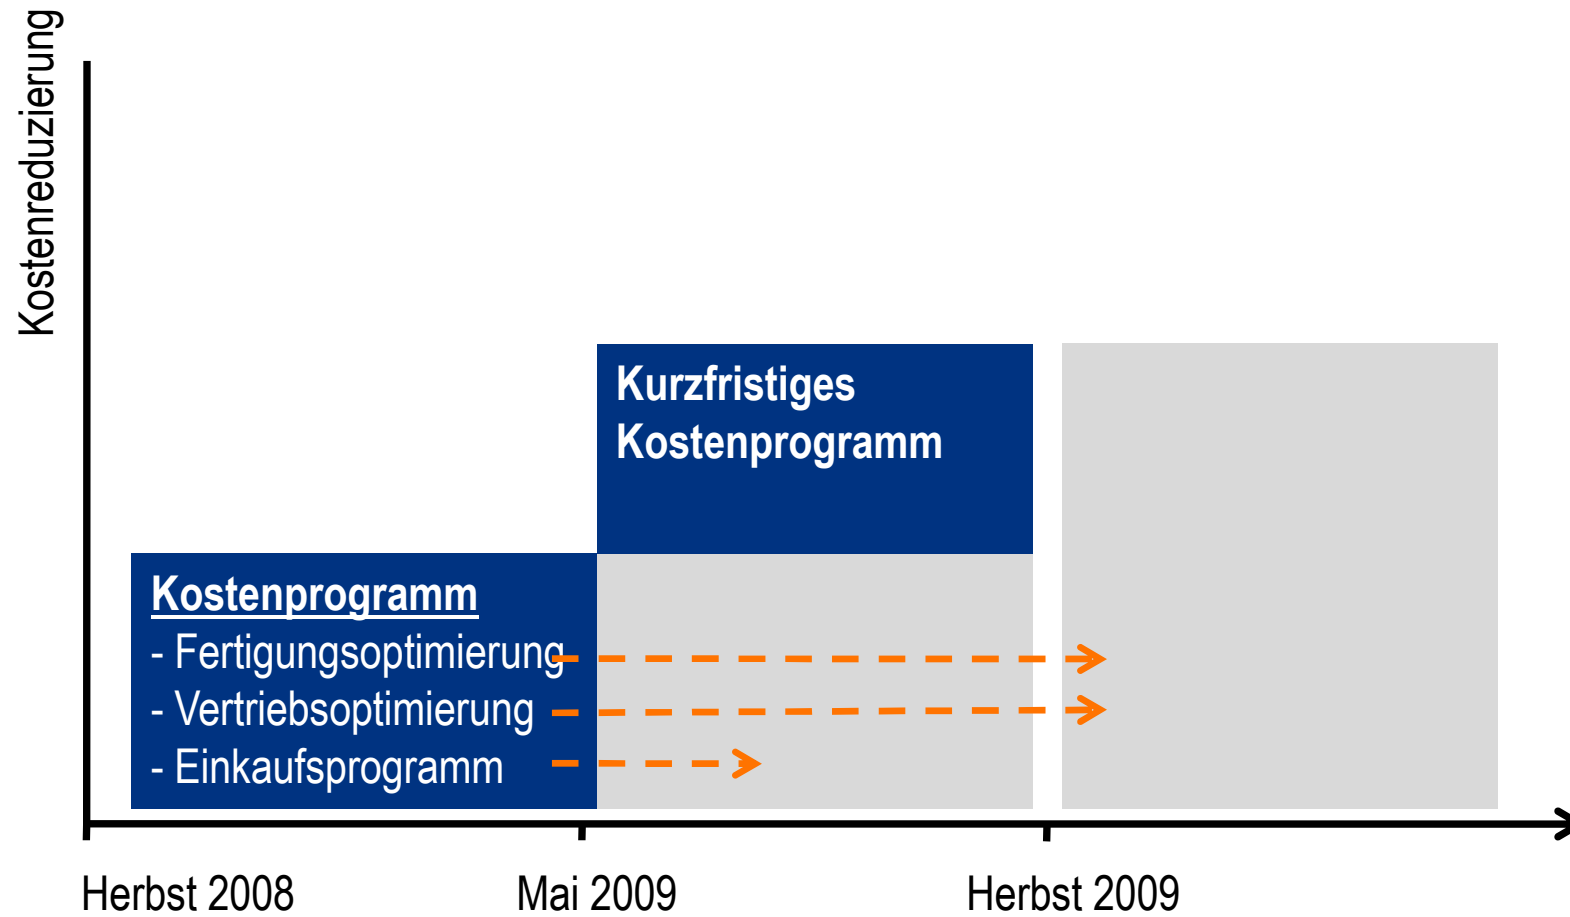 Kostenreduzierung
Kurzfristiges
Kostenprogramm
Kostenprogramm
- Fertigungsoptimierung
- Vertriebsoptimierung
- Einkaufsprogramm
Herbst 2008
Mai 2009
Herbst 2009